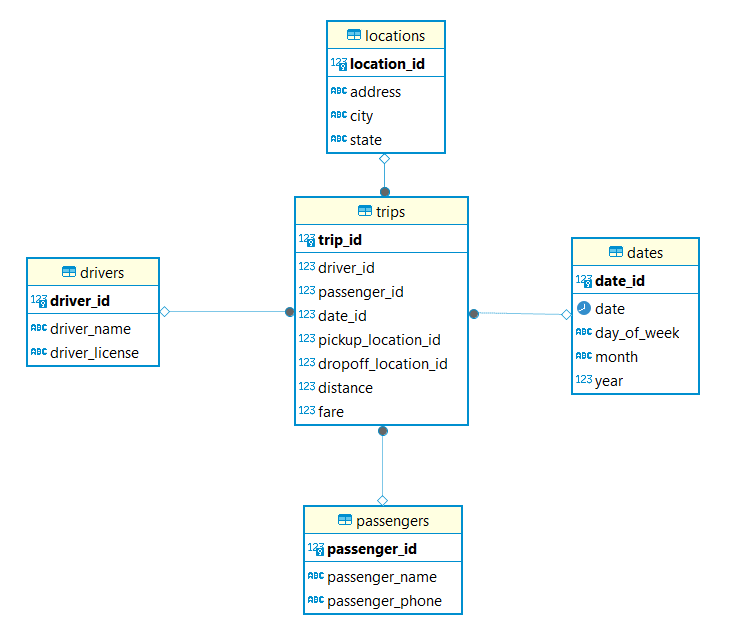 locations
123 location_id
ABC address
ABC city
ABC state
trips
123 trip_id
123 driver_id
123 passenger_id
123 date_id
123 pickup_location_id
123 dropoff_location_id
123 distance
123 fare
drivers
123 driver_id
ABC driver_name
ABC driver_license
dates
123 date_id
date
ABC day_of_week
ABC month
123 year
passengers
123 passenger_id
ABC passenger_name
ABC passenger_phone